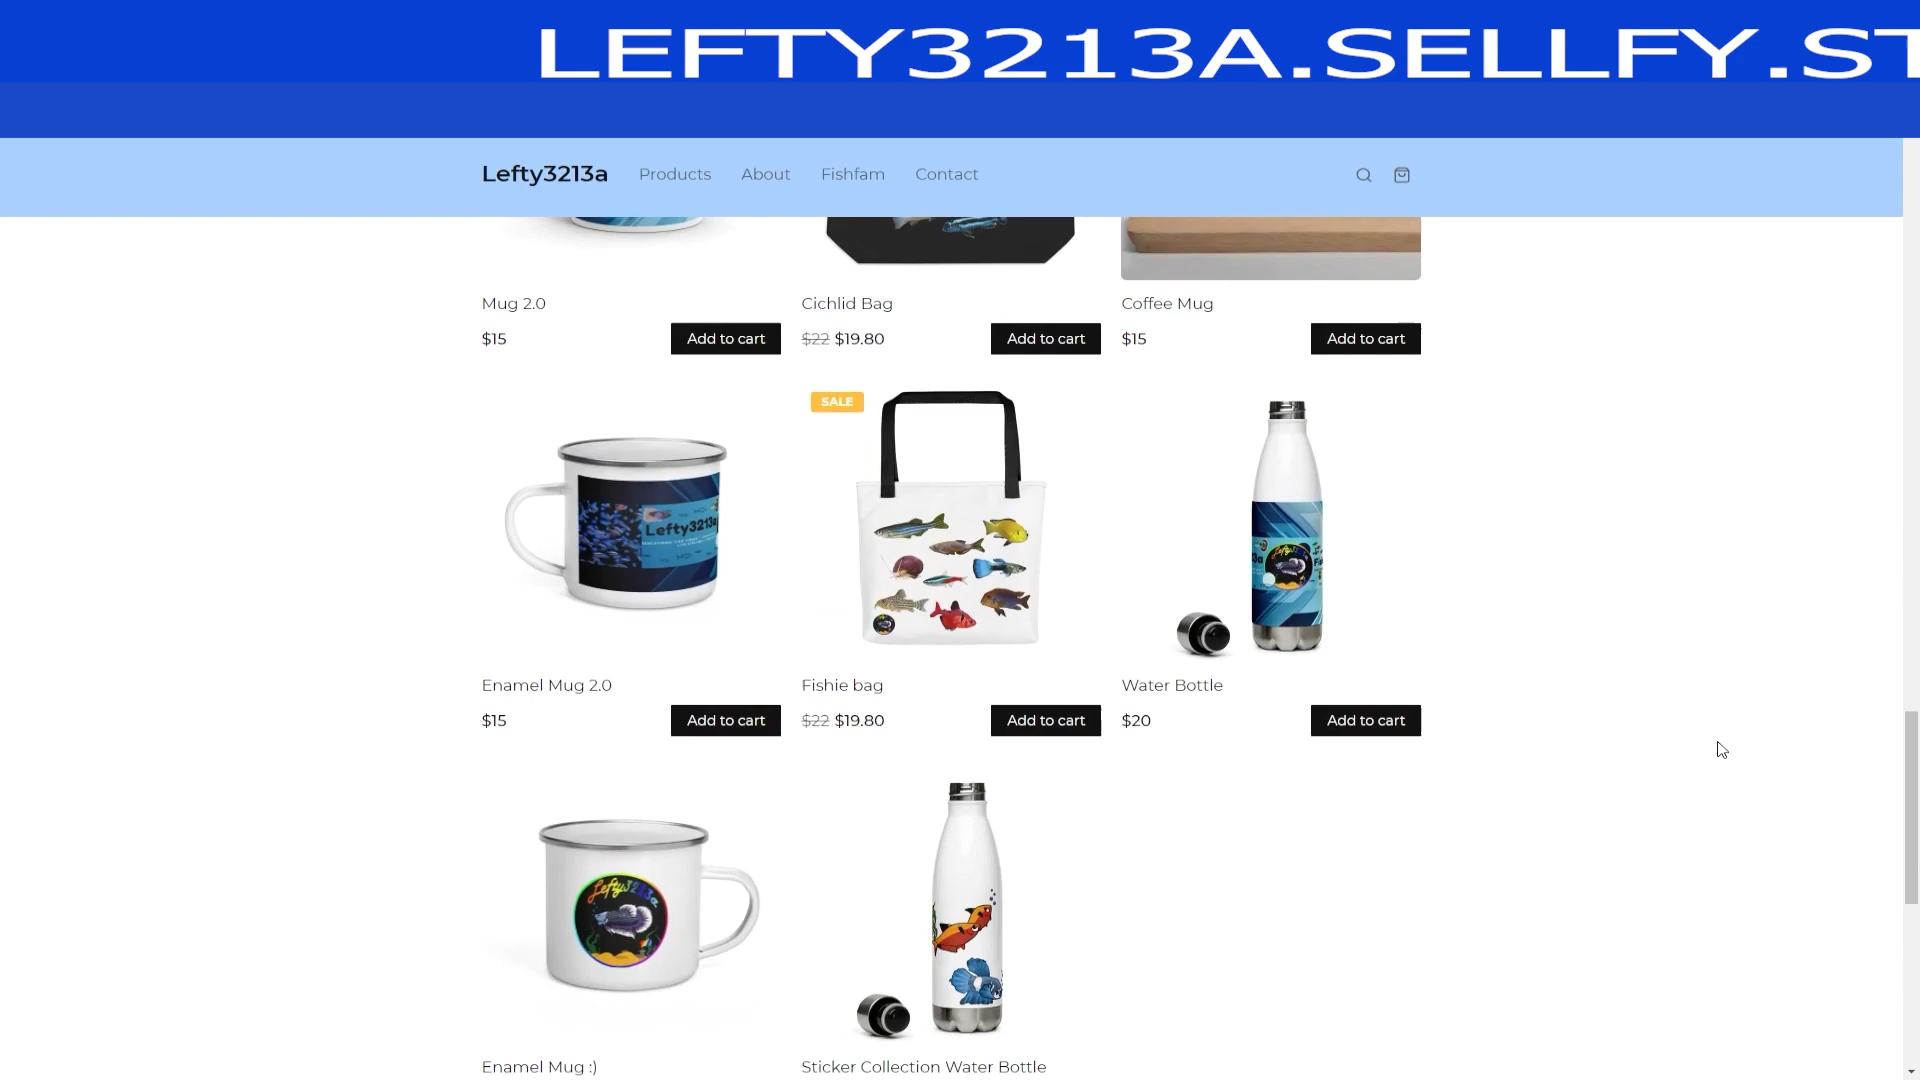 LEFTY3213A.SELLFY.ST
Lefty3213a Products About Fishfam Contact
Mug 2.0
$15 Add to cart
Cichlid Bag
$22 $19.80 Add to cart
Coffee Mug
$15 Add to cart
Lefty3213a
Enamel Mug 2.0
$15 Add to cart
SALE
Fishie bag
$22 $19.80 Add to cart
Water Bottle
$20 Add to cart
Lefty3213a
Enamel Mug :)
Sticker Collection Water Bottle